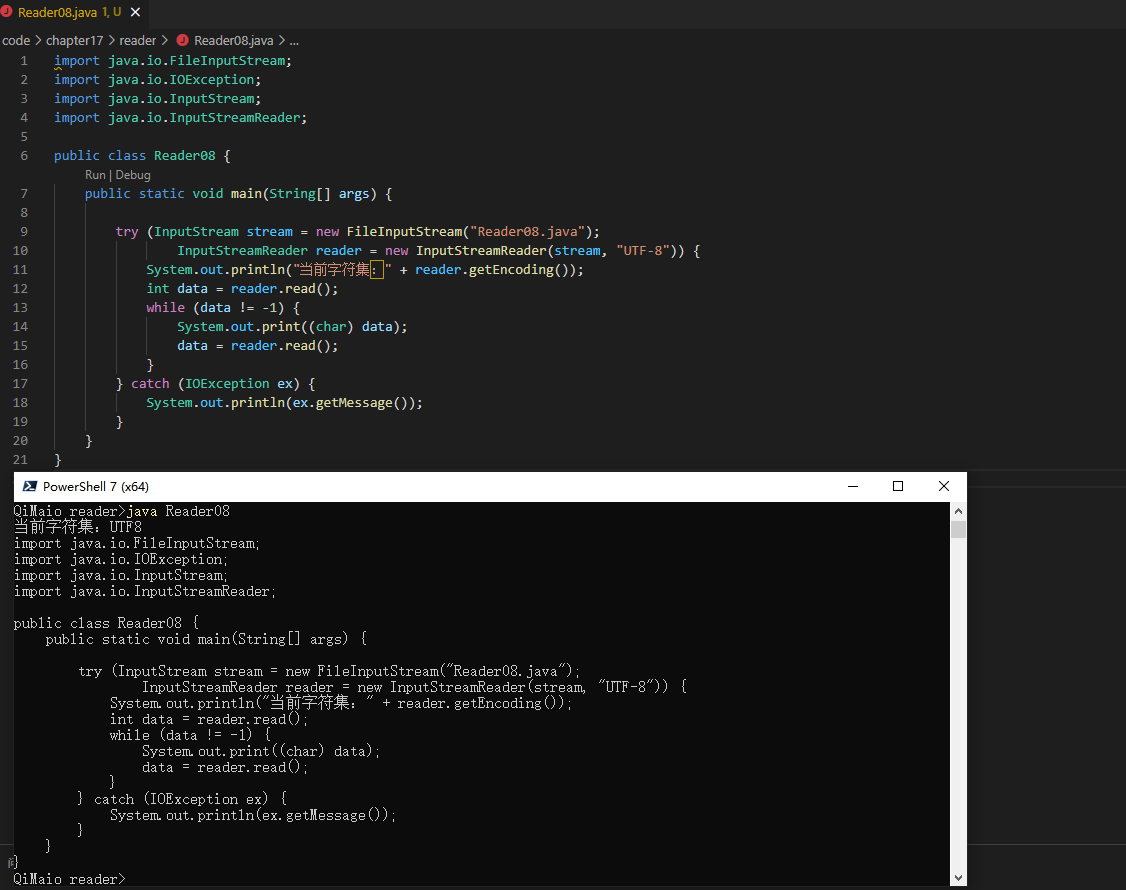 Reader08.java 1, U
code > chapter17 > reader > Reader08.java > ...
1 import java.io.FileInputStream;
2 import java.io.IOException;
3 import java.io.InputStream;
4 import java.io.InputStreamReader;
5
6 public class Reader08 {
Run | Debug
7 public static void main(String[] args) {
8
9 try (InputStream stream = new FileInputStream("Reader08.java");
10 InputStreamReader reader = new InputStreamReader(stream, "UTF-8")) {
11 System.out.println("当前字符集：" + reader.getEncoding());
12 int data = reader.read();
13 while (data != -1) {
14 System.out.print((char) data);
15 data = reader.read();
16 }
17 } catch (IOException ex) {
18 System.out.println(ex.getMessage());
19 }
20 }
21 }
PowerShell 7 (x64)
QiMaio reader>java Reader08
当前字符集：UTF8
import java.io.FileInputStream;
import java.io.IOException;
import java.io.InputStream;
import java.io.InputStreamReader;
public class Reader08 {
public static void main(String[] args) {
try (InputStream stream = new FileInputStream("Reader08.java");
InputStreamReader reader = new InputStreamReader(stream, "UTF-8")) {
System.out.println("当前字符集：" + reader.getEncoding());
int data = reader.read();
while (data != -1) {
System.out.print((char) data);
data = reader.read();
}
} catch (IOException ex) {
System.out.println(ex.getMessage());
}
}
}
QiMaio reader>